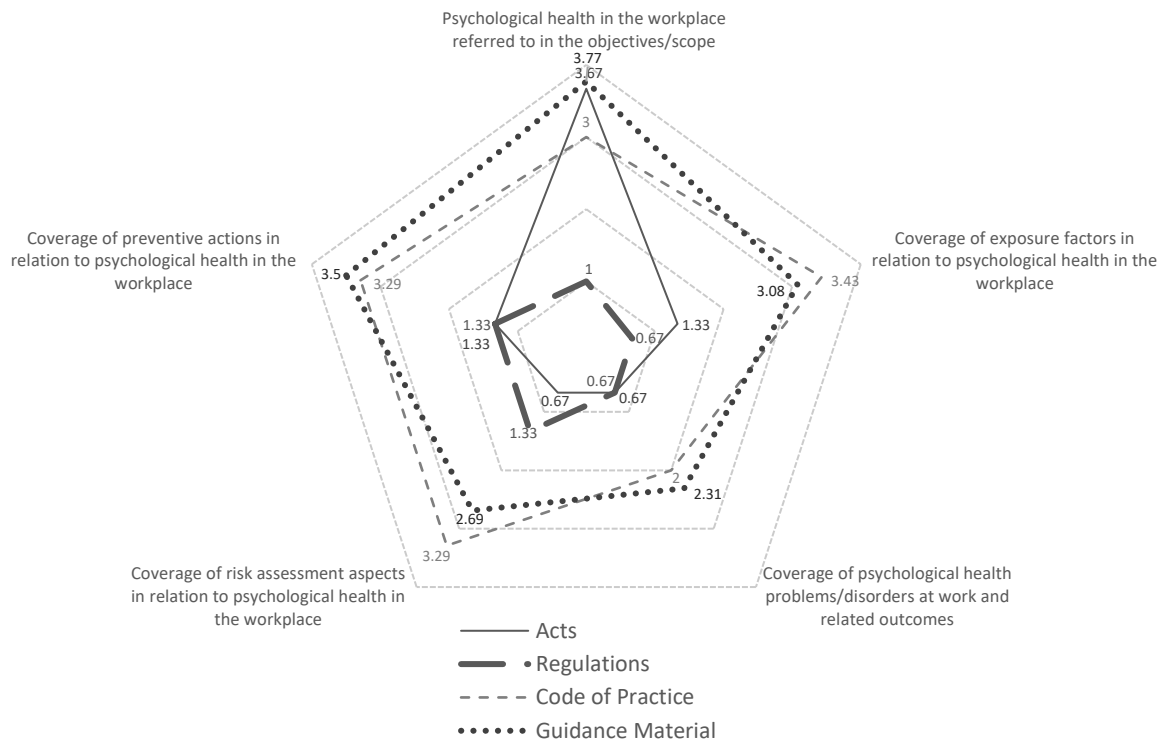 Psychological health in the workplace
referred to in the objectives/scope
3.77
3.67
3
Coverage of preventive actions in
relation to psychological health in the
workplace
3.5
3.29
Coverage of exposure factors in
relation to psychological health in the
workplace
3.08
3.43
1
1.33
1.33
0.67
1.33
0.67
0.67
0.67
1.33
2
2.31
2.69
3.29
Coverage of risk assessment aspects
in relation to psychological health in
the workplace
Coverage of psychological health
problems/disorders at work and
related outcomes
Acts
Regulations
Code of Practice
Guidance Material